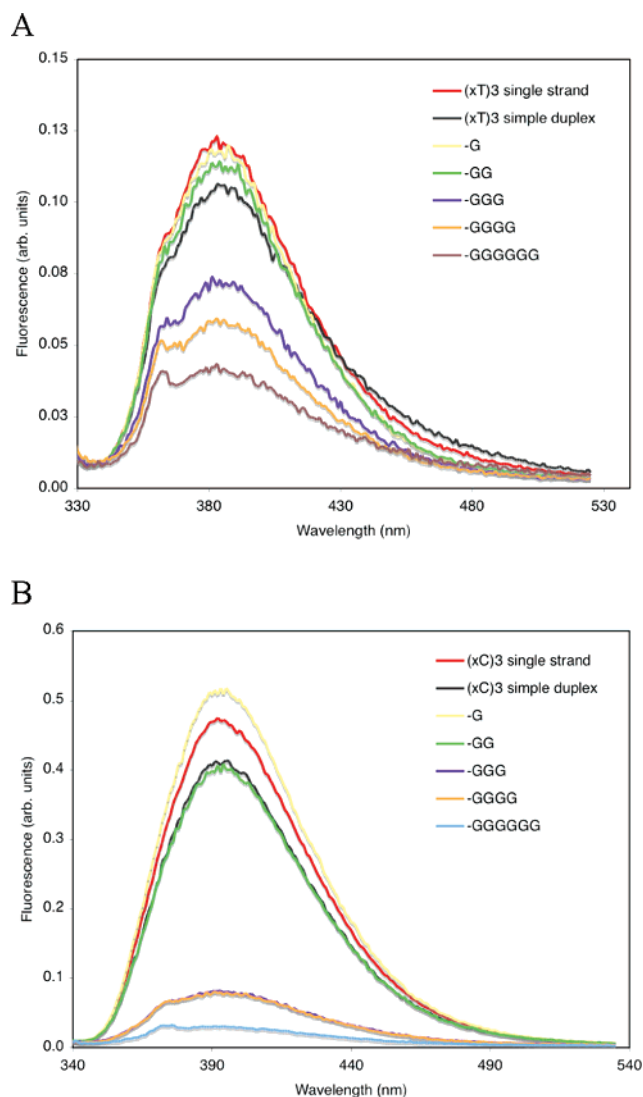 A
0.15
0.13
0.10
0.08
0.05
0.03
0.00
Fluorescence (arb. units)
330
380
430
480
530
Wavelength (nm)
(xT)3 single strand
(xT)3 simple duplex
-G
-GG
-GGG
-GGGG
-GGGGGG
B
0.6
0.5
0.4
0.3
0.2
0.1
0.0
Fluorescence (arb. units)
340
390
440
490
540
Wavelength (nm)
(xC)3 single strand
(xC)3 simple duplex
-G
-GG
-GGG
-GGGG
-GGGGGG